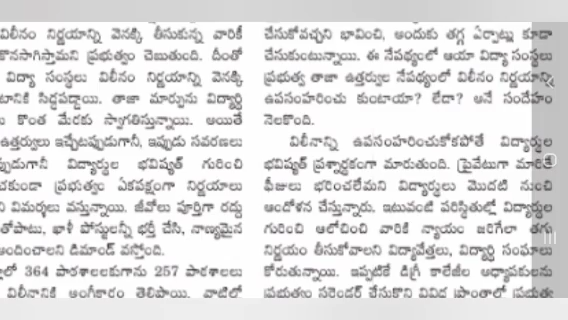 విలీనం నిర్ణయాన్ని వెనక్కి తీసుకున్న వారికి
కొనసాగిస్తామని ప్రభుత్వం చెబుతుంది. దీంతో
విద్యా సంస్థలు విలీనం నిర్ణయాన్ని వెనక్కి
టానికి సిద్ధపడ్డాయి. తాజా మార్పును విద్యార్థి
కొంత మేరకు స్వాగతిస్తున్నాయి. అయితే
ఉత్తర్వులు ఇచ్చేటప్పుడుగానీ, ఇప్పుడు సవరణలు
ప్పుడుగానీ విద్యార్థుల భవిష్యత్ గురించి
చకుండా ప్రభుత్వం ఏకపక్షంగా నిర్ణయాలు
విమర్శలు వస్తున్నాయి. జీవోలు పూర్తిగా రద్దు
తోపాటు, ఖాళీ పోస్టులన్నీ భర్తీ చేసి, నాణ్యమైన
అందించాలని డిమాండ్ వస్తోంది.
లో 364 పాఠశాలలకుగాను 257 పాఠశాలలు
విలీనానికి అంగీకారం తెలిపాయి. వాటిలో
చేసుకోవచ్చని భావించి, అందుకు తగ్గ ఏర్పాట్లు కూడా
చేసుకుంటున్నాయి. ఈ నేపథ్యంలో ఆయా విద్యా సంస్థలు
ప్రభుత్వ తాజా ఉత్తర్వుల నేపథ్యంలో విలీనం నిర్ణయాన్ని
ఉపసంహరించు కుంటాయా? లేదా? అనే సందేహం
నెలకొంది.
విలీనాన్ని ఉపసంహరించుకోకపోతే విద్యార్థుల
భవిష్యత్ ప్రశ్నార్థకంగా మారుతుంది. ప్రైవేటుగా మారితే
ఫీజులు భరించలేమని విద్యార్థులు మొదటి నుంచి
ఆందోళన చేస్తున్నారు. ఇటువంటి పరిస్థితుల్లో విద్యార్థుల
గురించి ఆలోచించి వారికి న్యాయం జరిగేలా తగ్గు
నిర్ణయం తీసుకోవాలని విద్యావేత్తలు, విద్యార్థి సంఘాలు
కోరుతున్నాయి. ఇప్పటికే డిగ్రీ కాలేజీల అధ్యాపకులను
ప్రభుత్వం సరెండర్ చేసుకొని వివిధ ప్రాంతాల్లో ప్రభుత్వ